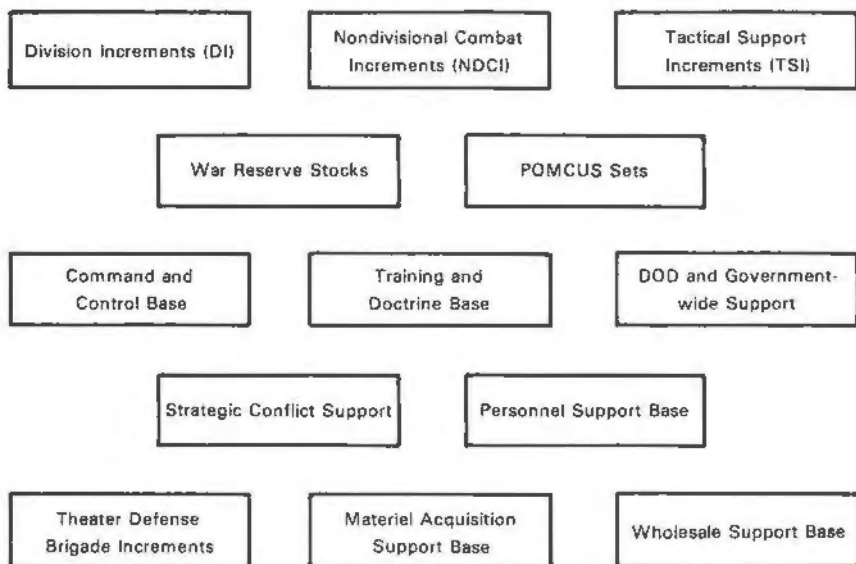 Division Increments (DI)
Nondivisional Combat
Increments (NDCI)
Tactical Support
Increments (TSI)
War Reserve Stocks
POMCUS Sets
Command and
Control Base
Training and
Doctrine Base
DOD and Government-
wide Support
Strategic Conflict Support
Personnel Support Base
Theater Defense
Brigade Increments
Materiel Acquisition
Support Base
Wholesale Support Base